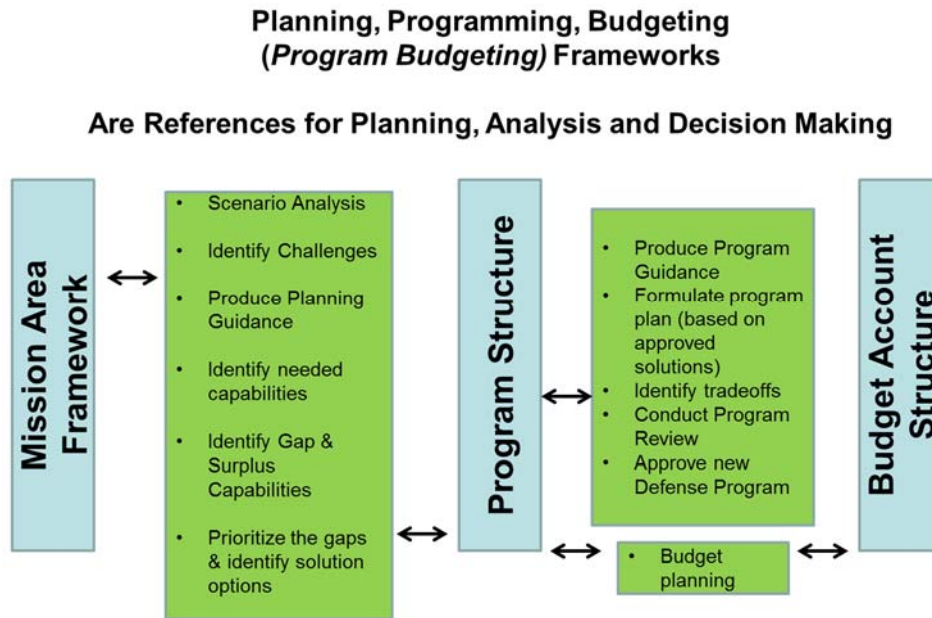 Planning, Programming, Budgeting
(Program Budgeting) Frameworks
Are References for Planning, Analysis and Decision Making
Mission Area
Framework
• Scenario Analysis
• Identify Challenges
• Produce Planning
Guidance
• Identify needed
capabilities
• Identify Gap &
Surplus
Capabilities
• Prioritize the gaps
& identify solution
options
Program Structure
• Produce Program
Guidance
• Formulate program
plan (based on
approved
solutions)
• Identify tradeoffs
• Conduct Program
Review
• Approve new
Defense Program
• Budget
planning
Budget Account
Structure